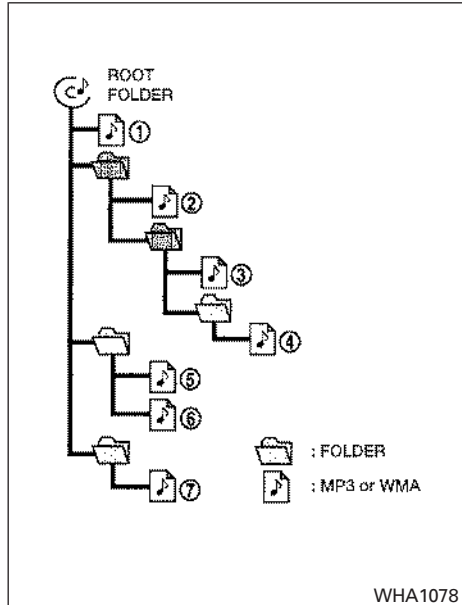 ROOT
FOLDER
①
②
③
④
⑤
⑥
⑦
: FOLDER
: MP3 or WMA
WHA1078